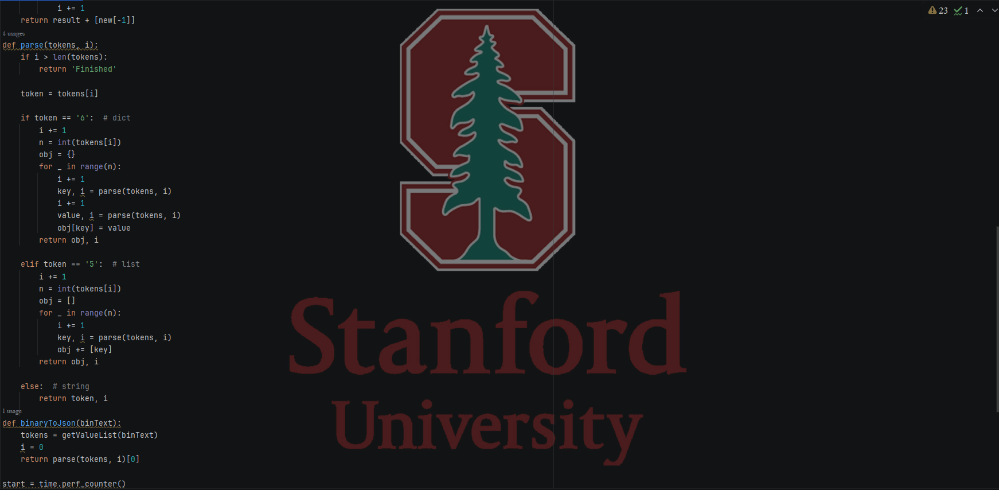 i += 1
    return result + [new[-1]]
4 usages
def parse(tokens, i):
    if i > len(tokens):
        return 'Finished'
    token = tokens[i]
    if token == '6':  # dict
        i += 1
        n = int(tokens[i])
        obj = {}
        for _ in range(n):
            i += 1
            key, i = parse(tokens, i)
            i += 1
            value, i = parse(tokens, i)
            obj[key] = value
        return obj, i
    elif token == '5':  # list
        i += 1
        n = int(tokens[i])
        obj = []
        for _ in range(n):
            i += 1
            key, i = parse(tokens, i)
            obj += [key]
        return obj, i
    else:  # string
        return token, i
1 usage
def binaryToJson(binText):
    tokens = getValueList(binText)
    i = 0
    return parse(tokens, i)[0]
start = time.perf_counter()
23 1
Stanford
University